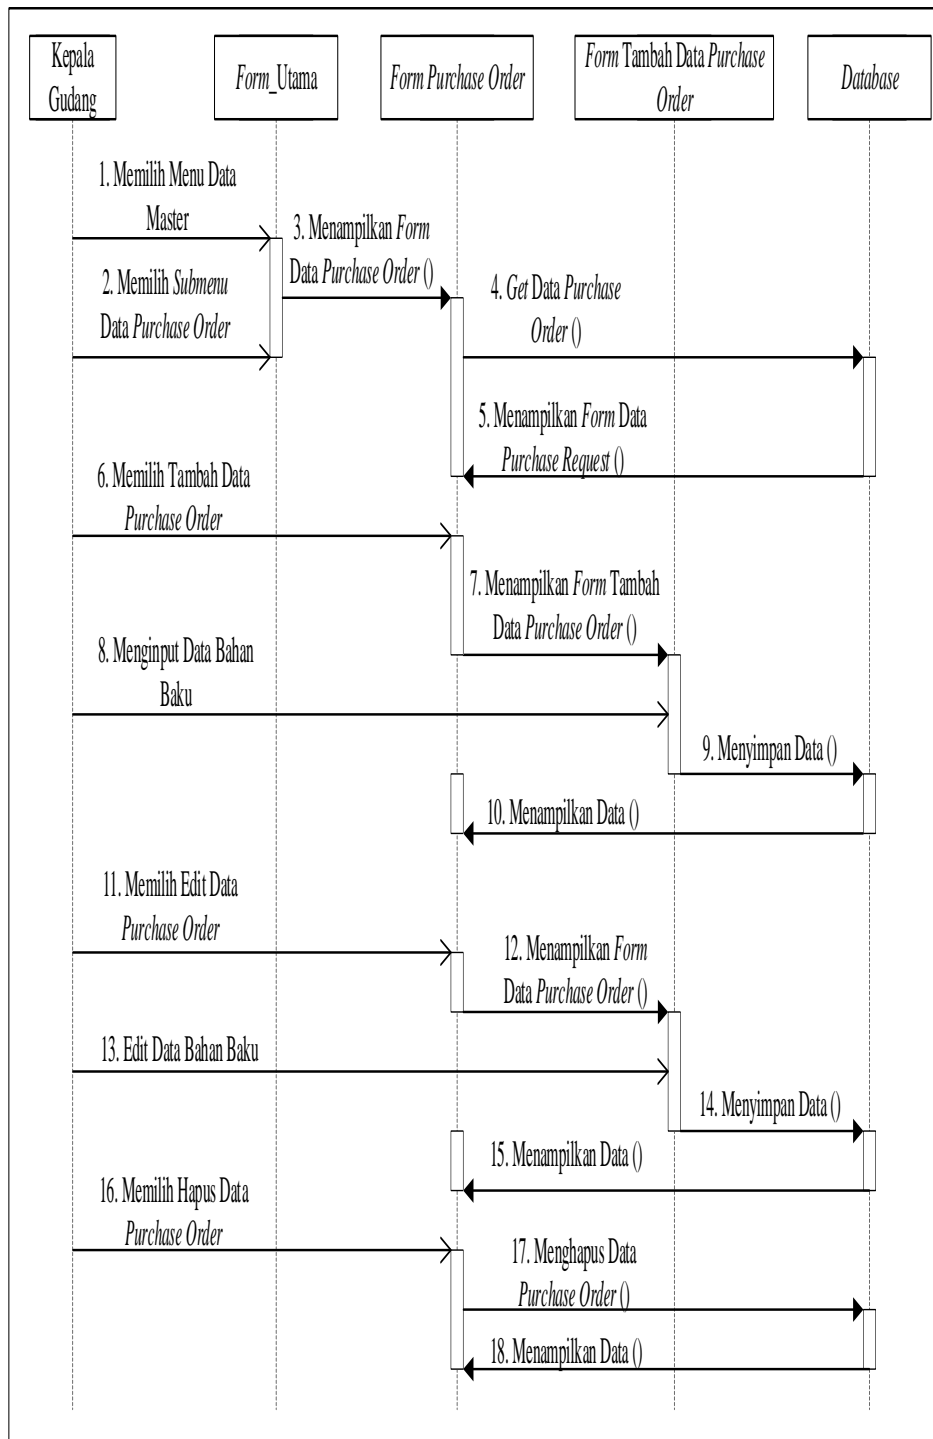 Kepala
Gudang
Form_Utama
Form Purchase Order
Form Tambah Data Purchase
Order
Database
1. Memilih Menu Data
Master
3. Menampilkan Form
Data Purchase Order ()
2. Memilih Submenu
Data Purchase Order
4. Get Data Purchase
Order ()
5. Menampilkan Form Data
Purchase Request ()
6. Memilih Tambah Data
Purchase Order
7. Menampilkan Form Tambah
Data Purchase Order ()
8. Menginput Data Bahan
Baku
9. Menyimpan Data ()
10. Menampilkan Data ()
11. Memilih Edit Data
Purchase Order
12. Menampilkan Form
Data Purchase Order ()
13. Edit Data Bahan Baku
14. Menyimpan Data ()
15. Menampilkan Data ()
16. Memilih Hapus Data
Purchase Order
17. Menghapus Data
Purchase Order ()
18. Menampilkan Data ()